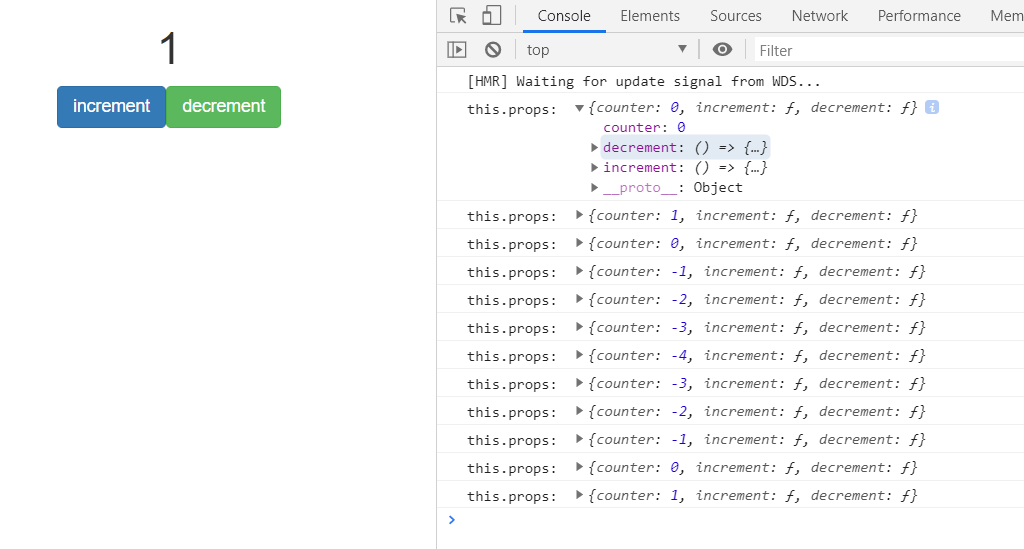 1
increment decrement
Console Elements Sources Network Performance Mem
top Filter
[HMR] Waiting for update signal from WDS...
this.props: {counter: 0, increment: ƒ, decrement: ƒ} i
counter: 0
decrement: () => {…}
increment: () => {…}
__proto__: Object
this.props: {counter: 1, increment: ƒ, decrement: ƒ}
this.props: {counter: 0, increment: ƒ, decrement: ƒ}
this.props: {counter: -1, increment: ƒ, decrement: ƒ}
this.props: {counter: -2, increment: ƒ, decrement: ƒ}
this.props: {counter: -3, increment: ƒ, decrement: ƒ}
this.props: {counter: -4, increment: ƒ, decrement: ƒ}
this.props: {counter: -3, increment: ƒ, decrement: ƒ}
this.props: {counter: -2, increment: ƒ, decrement: ƒ}
this.props: {counter: -1, increment: ƒ, decrement: ƒ}
this.props: {counter: 0, increment: ƒ, decrement: ƒ}
this.props: {counter: 1, increment: ƒ, decrement: ƒ}